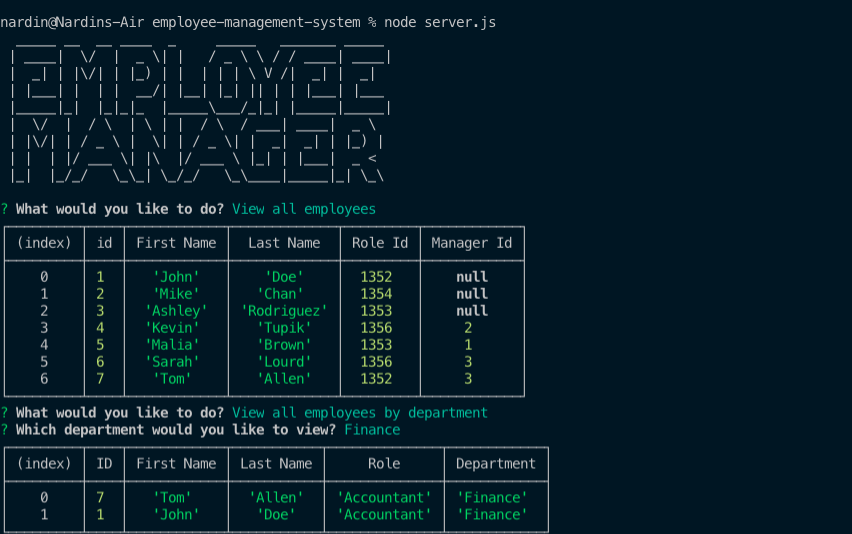 nardin@Nardins-Air employee-management-system % node server.js
EMPLOYEE
MANAGER
? What would you like to do? View all employees
(index) id First Name Last Name Role Id Manager Id
0 1 'John' 'Doe' 1352 null
1 2 'Mike' 'Chan' 1354 null
2 3 'Ashley' 'Rodriguez' 1353 null
3 4 'Kevin' 'Tupik' 1356 2
4 5 'Malia' 'Brown' 1353 1
5 6 'Sarah' 'Lourd' 1356 3
6 7 'Tom' 'Allen' 1352 3
? What would you like to do? View all employees by department
? Which department would you like to view? Finance
(index) ID First Name Last Name Role Department
0 7 'Tom' 'Allen' 'Accountant' 'Finance'
1 1 'John' 'Doe' 'Accountant' 'Finance'